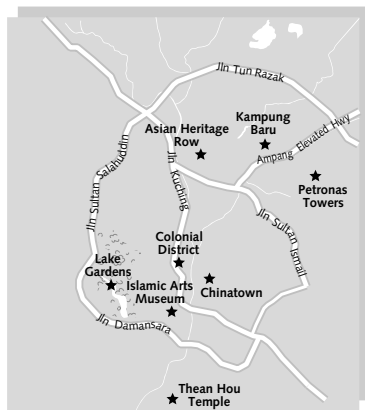 Jln Tun Razak
Kampung
Baru
Asian Heritage
Row
Ampang Elevated Hwy
Petronas
Towers
Jln Sultan Salahuddin
Jln Kuching
Jln Sultan Ismail
Colonial
District
Lake
Gardens
Islamic Arts
Museum
Chinatown
Jln Damansara
Thean Hou
Temple